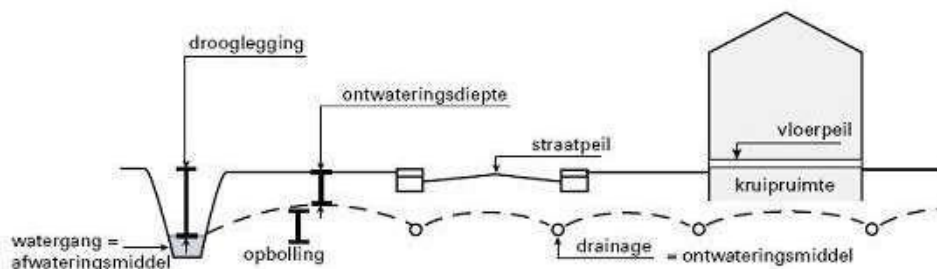 drooglegging
ontwateringsdiepte
straatpeil
vloerpeil
kruipruimte
watergang =
afwateringsmiddel
opbolling
drainage = ontwateringsmiddel